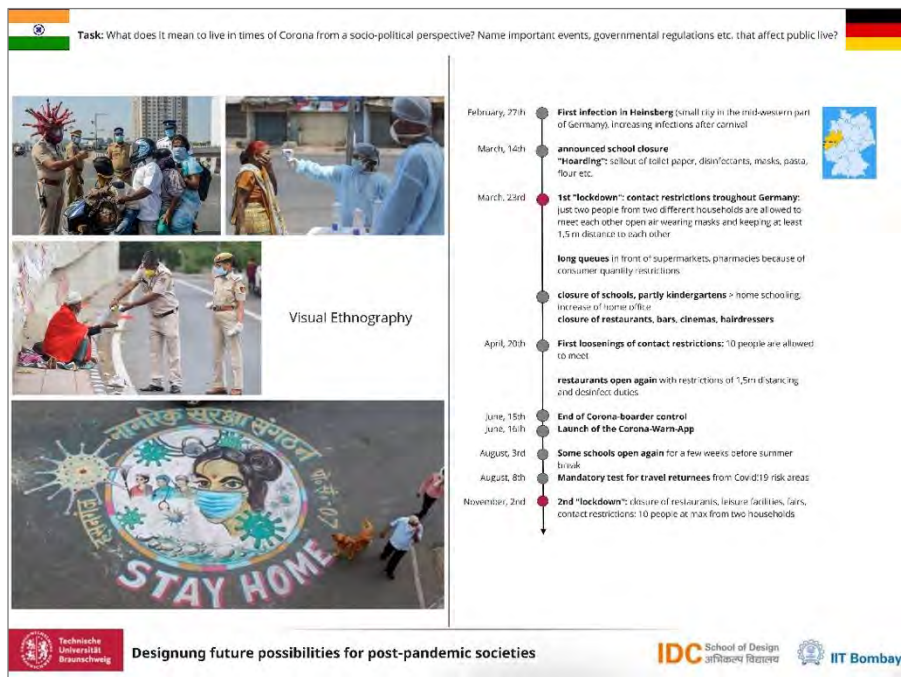 Task: What does it mean to live in times of Corona from a socio-political perspective? Name important events, governmental regulations etc. that affect public live?
Visual Ethnography
नागरिक सुरक्षा संगठन
STAY HOME
February, 27th
First infection in Heinsberg (small city in the mid-western part
of Germany), increasing infections after carnival
March, 14th
announced school closure
"Hoarding": sellout of toilet paper, disinfectants, masks, pasta,
flour etc.
March, 23rd
1st "lockdown": contact restrictions troughout Germany:
just two people from two different households are allowed to
meet each other open air wearing masks and keeping at least
1,5 m distance to each other
long queues in front of supermarkets, pharmacies because of
consumer quantity restrictions
closure of schools, partly kindergartens > home schooling,
increase of home office
closure of restaurants, bars, cinemas, hairdressers
April, 20th
First loosenings of contact restrictions: 10 people are allowed
to meet
restaurants open again with restrictions of 1,5m distancing
and desinfect duties
June, 15th
End of Corona-boarder control
June, 16th
Launch of the Corona-Warn-App
August, 3rd
Some schools open again for a few weeks before summer
break
August, 8th
Mandatory test for travel returnees from Covid19 risk areas
November, 2nd
2nd "lockdown": closure of restaurants, leisure facilities, fairs,
contact restrictions: 10 people at max from two households
Technische
Universität
Braunschweig
Designung future possibilities for post-pandemic societies
IDC School of Design
अभिकल्प विद्यालय
IIT Bombay